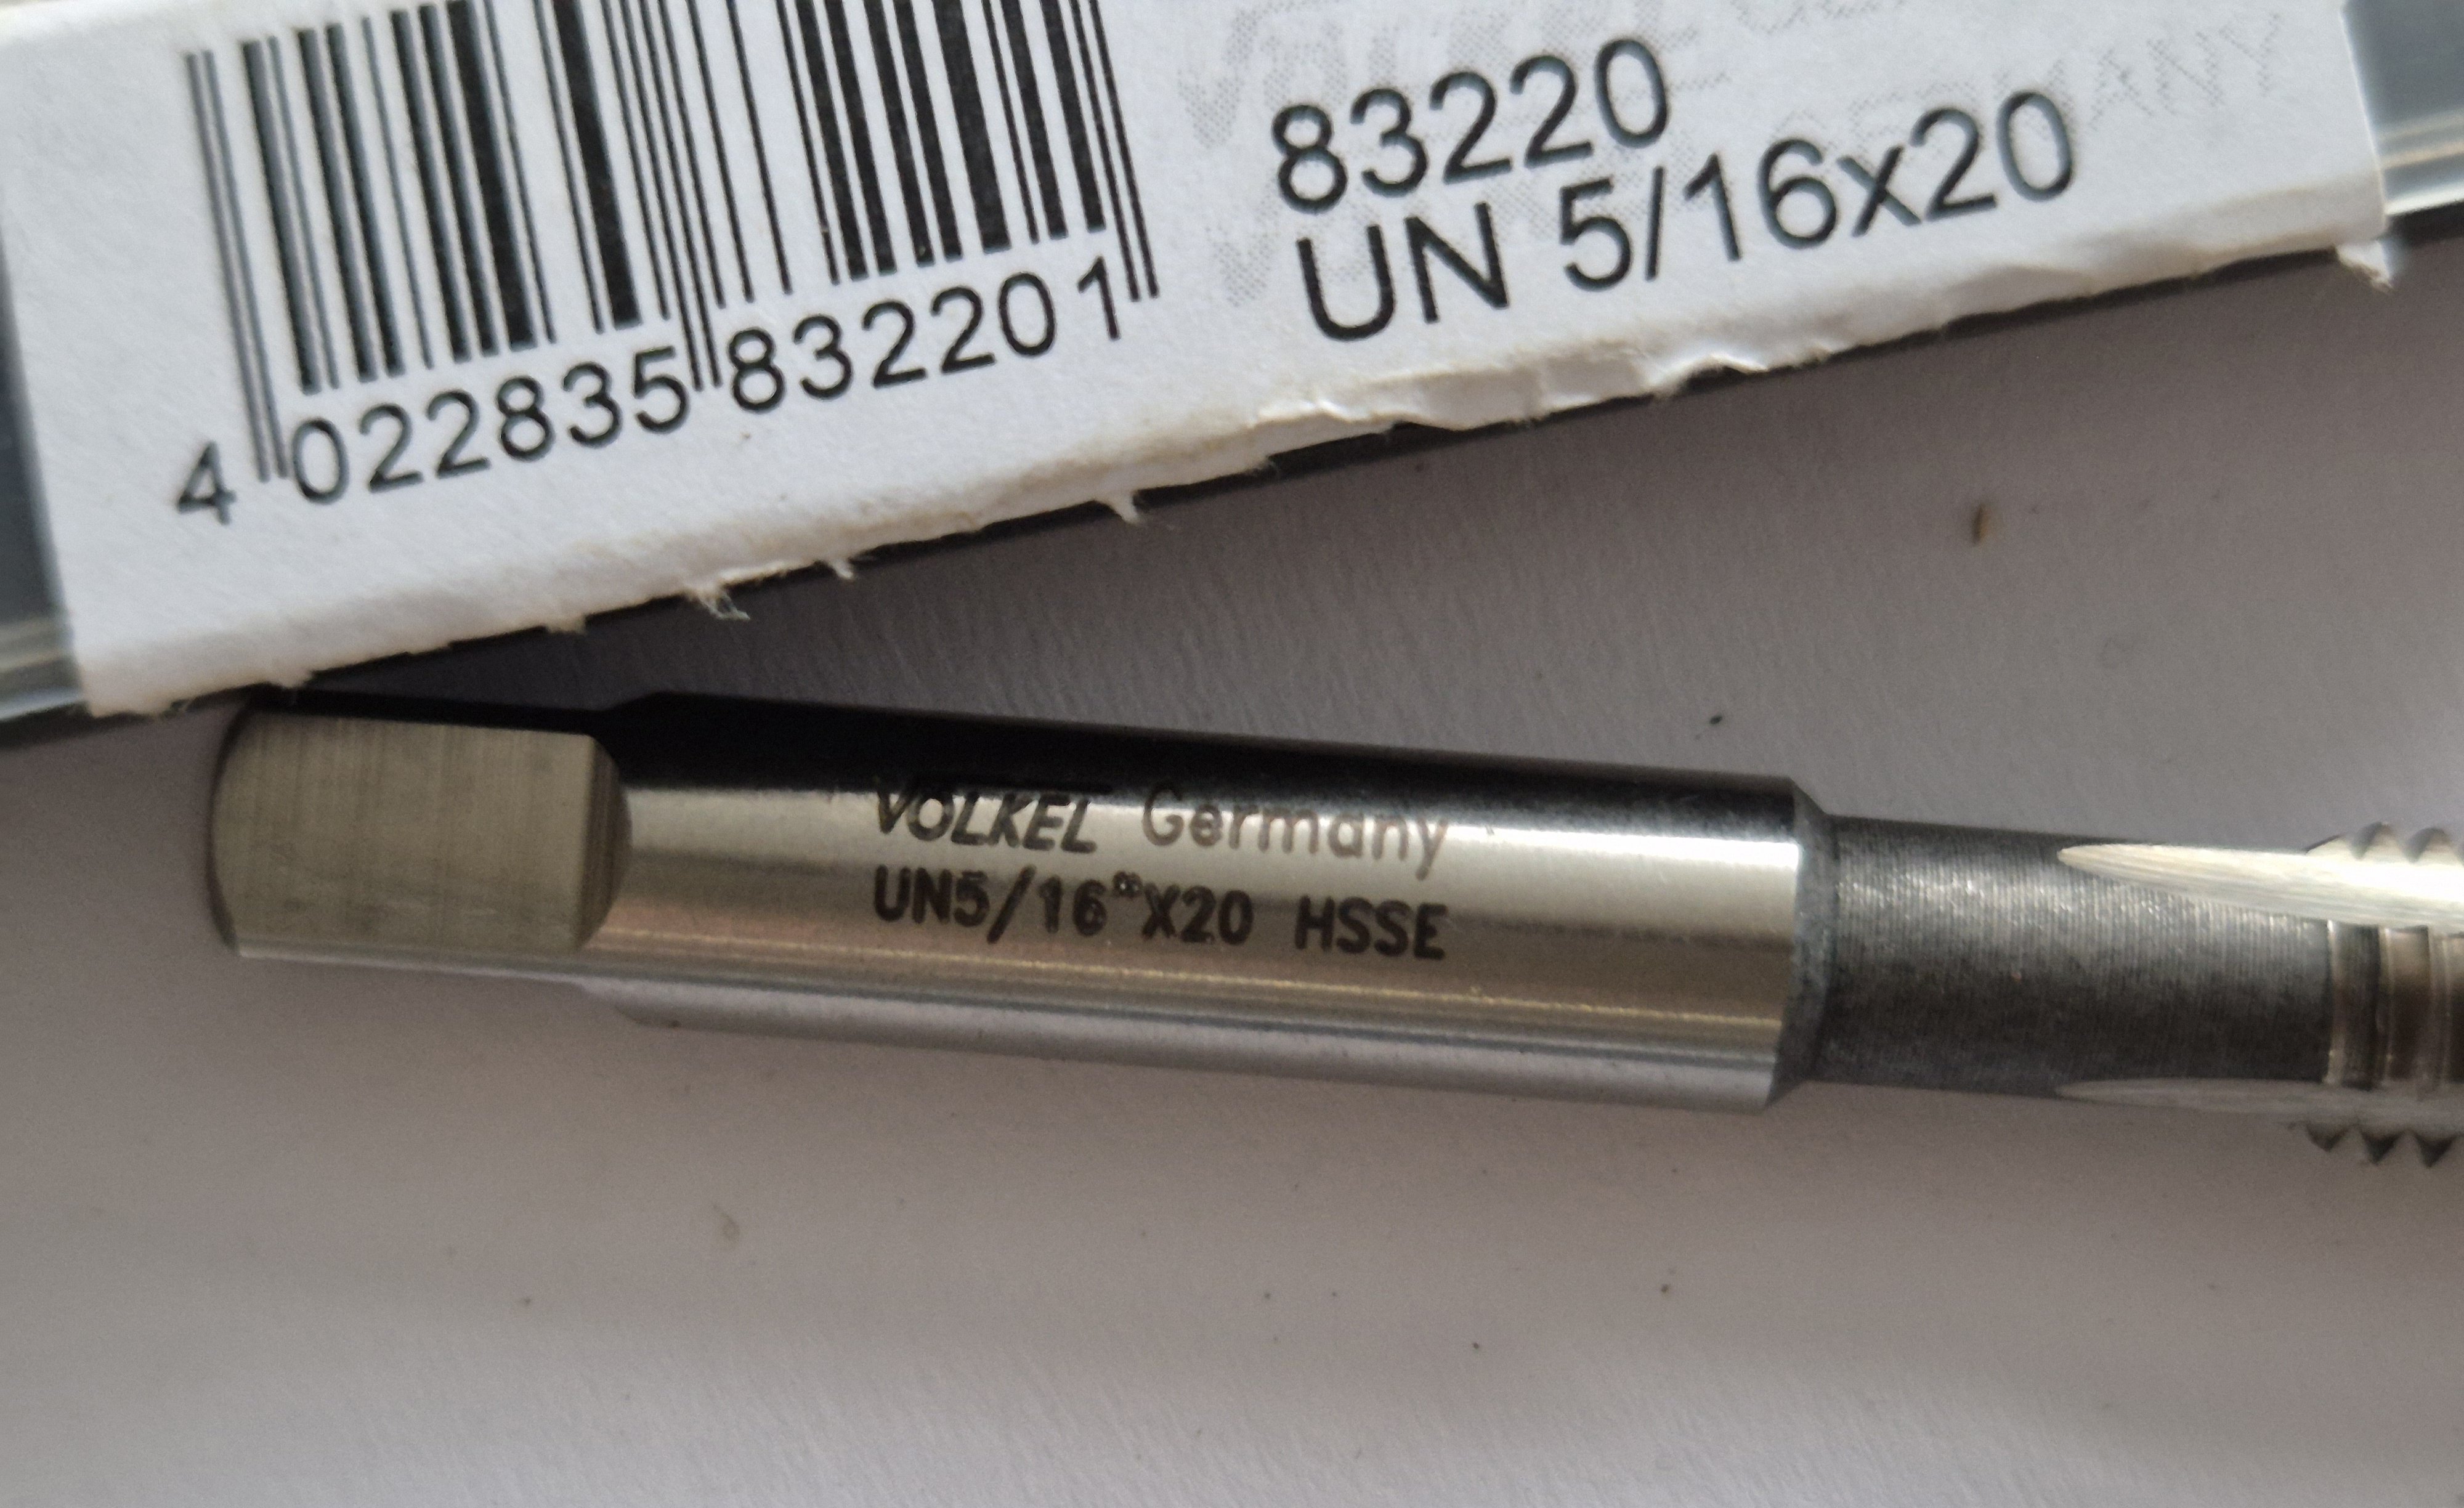 83220
UN 5/16x20
4 022835 832201
VÖLKEL Germany
UN5/16"X20 HSSE